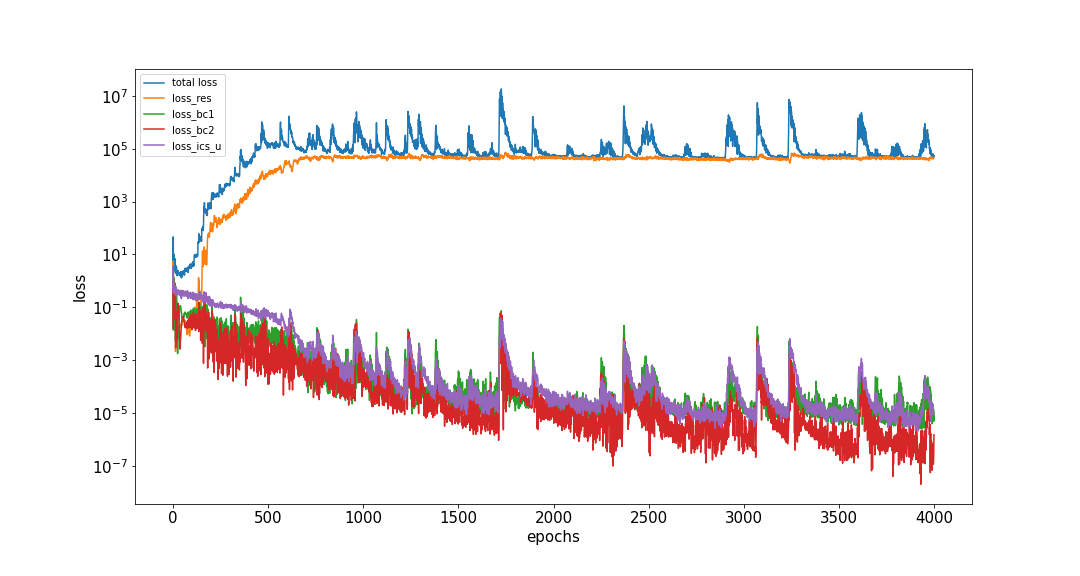 total loss
loss_res
loss_bc1
loss_bc2
loss_ics_u
10⁷
10⁵
10³
10¹
10⁻¹
10⁻³
10⁻⁵
10⁻⁷
loss
0 500 1000 1500 2000 2500 3000 3500 4000
epochs